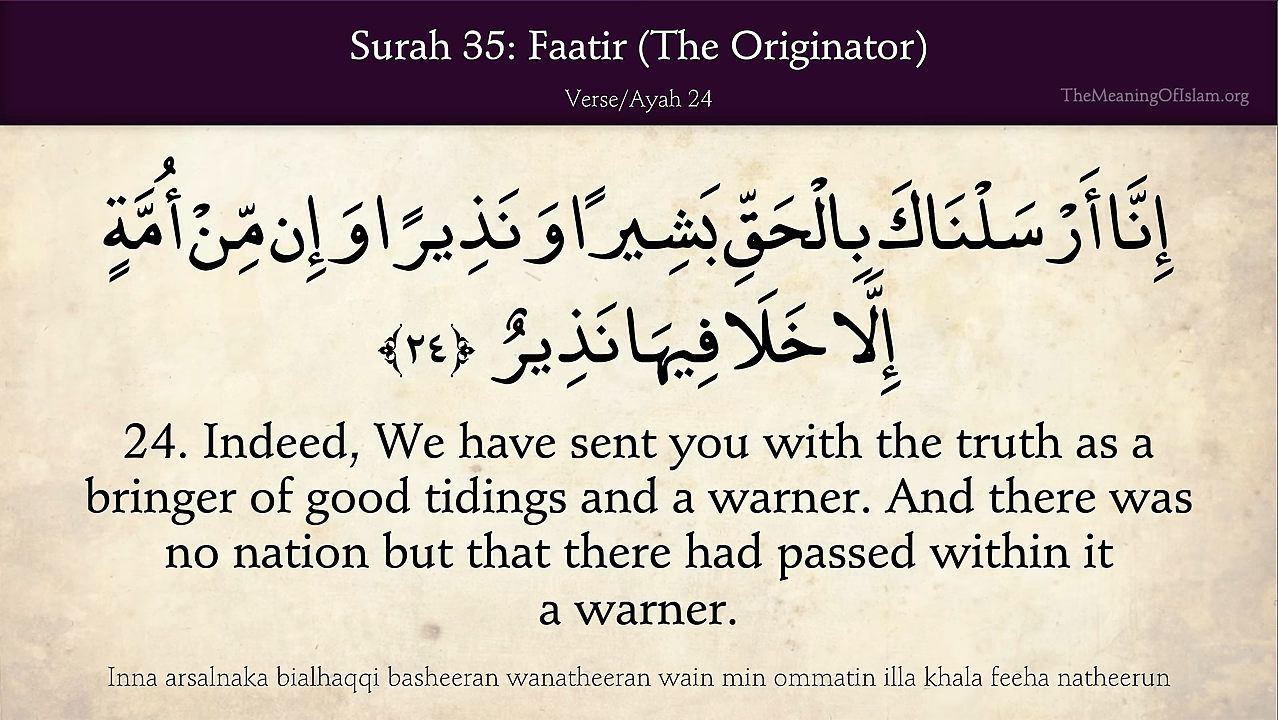 Surah 35: Faatir (The Originator)
Verse/Ayah 24
TheMeaningOfIslam.org
إِنَّا أَرْسَلْنَاكَ بِالْحَقِّ بَشِيرًا وَنَذِيرًا وَإِن مِّنْ أُمَّةٍ
إِلَّا خَلَا فِيهَا نَذِيرٌ ﴿٢٤﴾
24. Indeed, We have sent you with the truth as a
bringer of good tidings and a warner. And there was
no nation but that there had passed within it
a warner.
Inna arsalnaka bialhaqqi basheeran wanatheeran wain min ommatin illa khala feeha natheerun